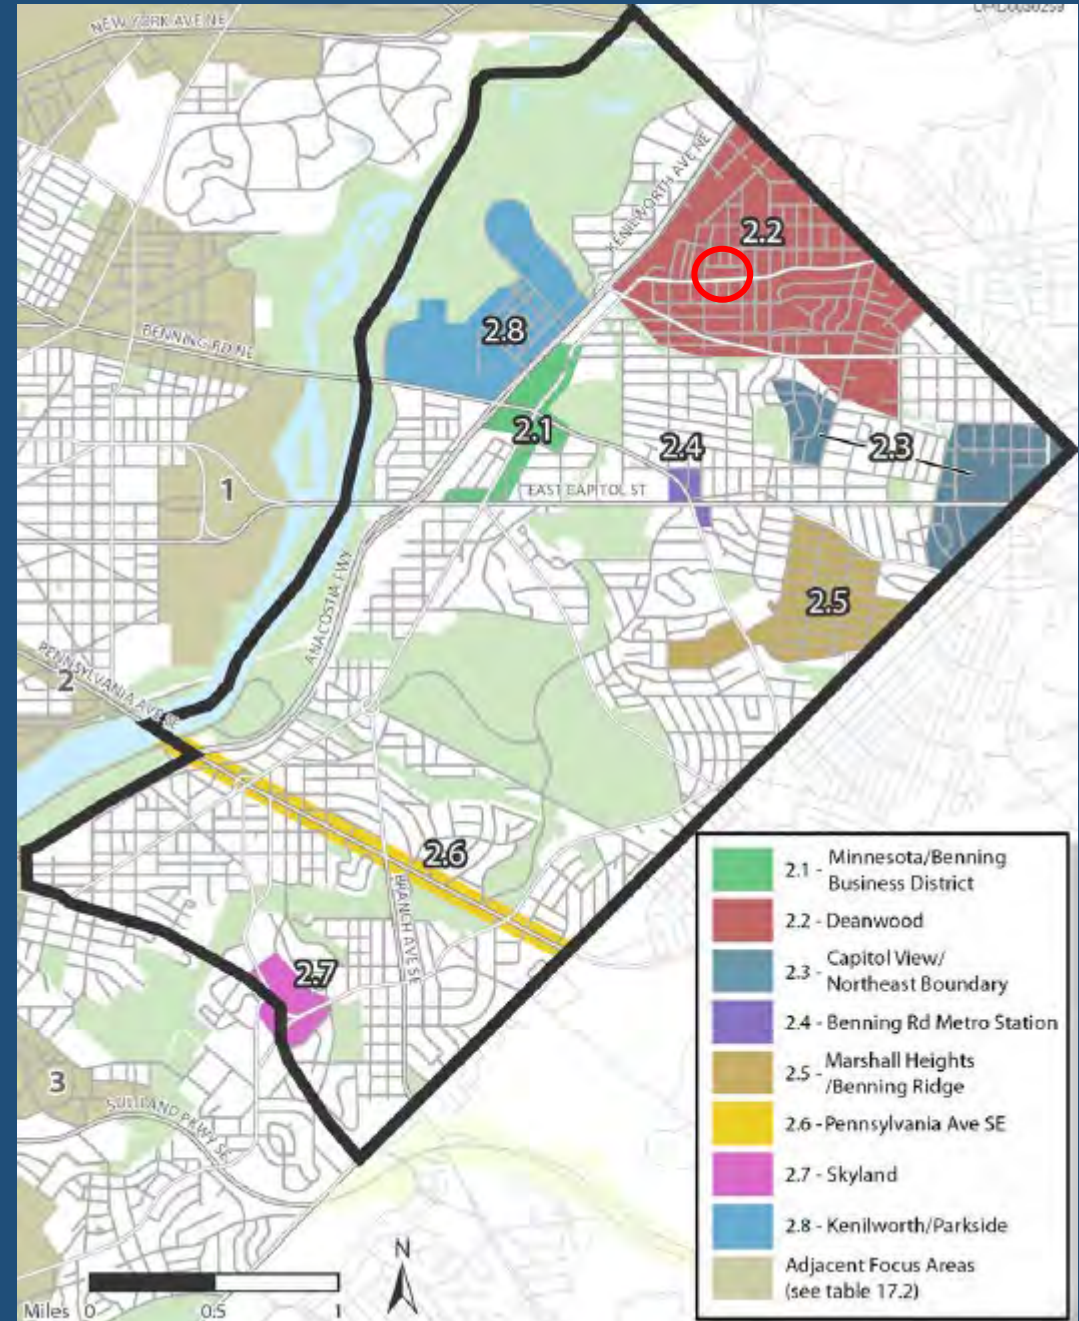 NEW YORK AVE NE
KENILWORTH AVE NE
2.2
BENNING RD NE
2.8
2.1
2.4
2.3
1
EAST CAPITOL ST
ANACOSTIA FWY
2.5
PENNSYLVANIA AVE SE
2
2.6
BRANCH AVE SE
2.7
3
SUITLAND PKWY SE
N
Miles 0 0.5 1
2.1 - Minnesota/Benning
Business District
2.2 - Deanwood
2.3 - Capitol View/
Northeast Boundary
2.4 - Benning Rd Metro Station
2.5 - Marshall Heights
/Benning Ridge
2.6 - Pennsylvania Ave SE
2.7 - Skyland
2.8 - Kenilworth/Parkside
Adjacent Focus Areas
(see table 17.2)